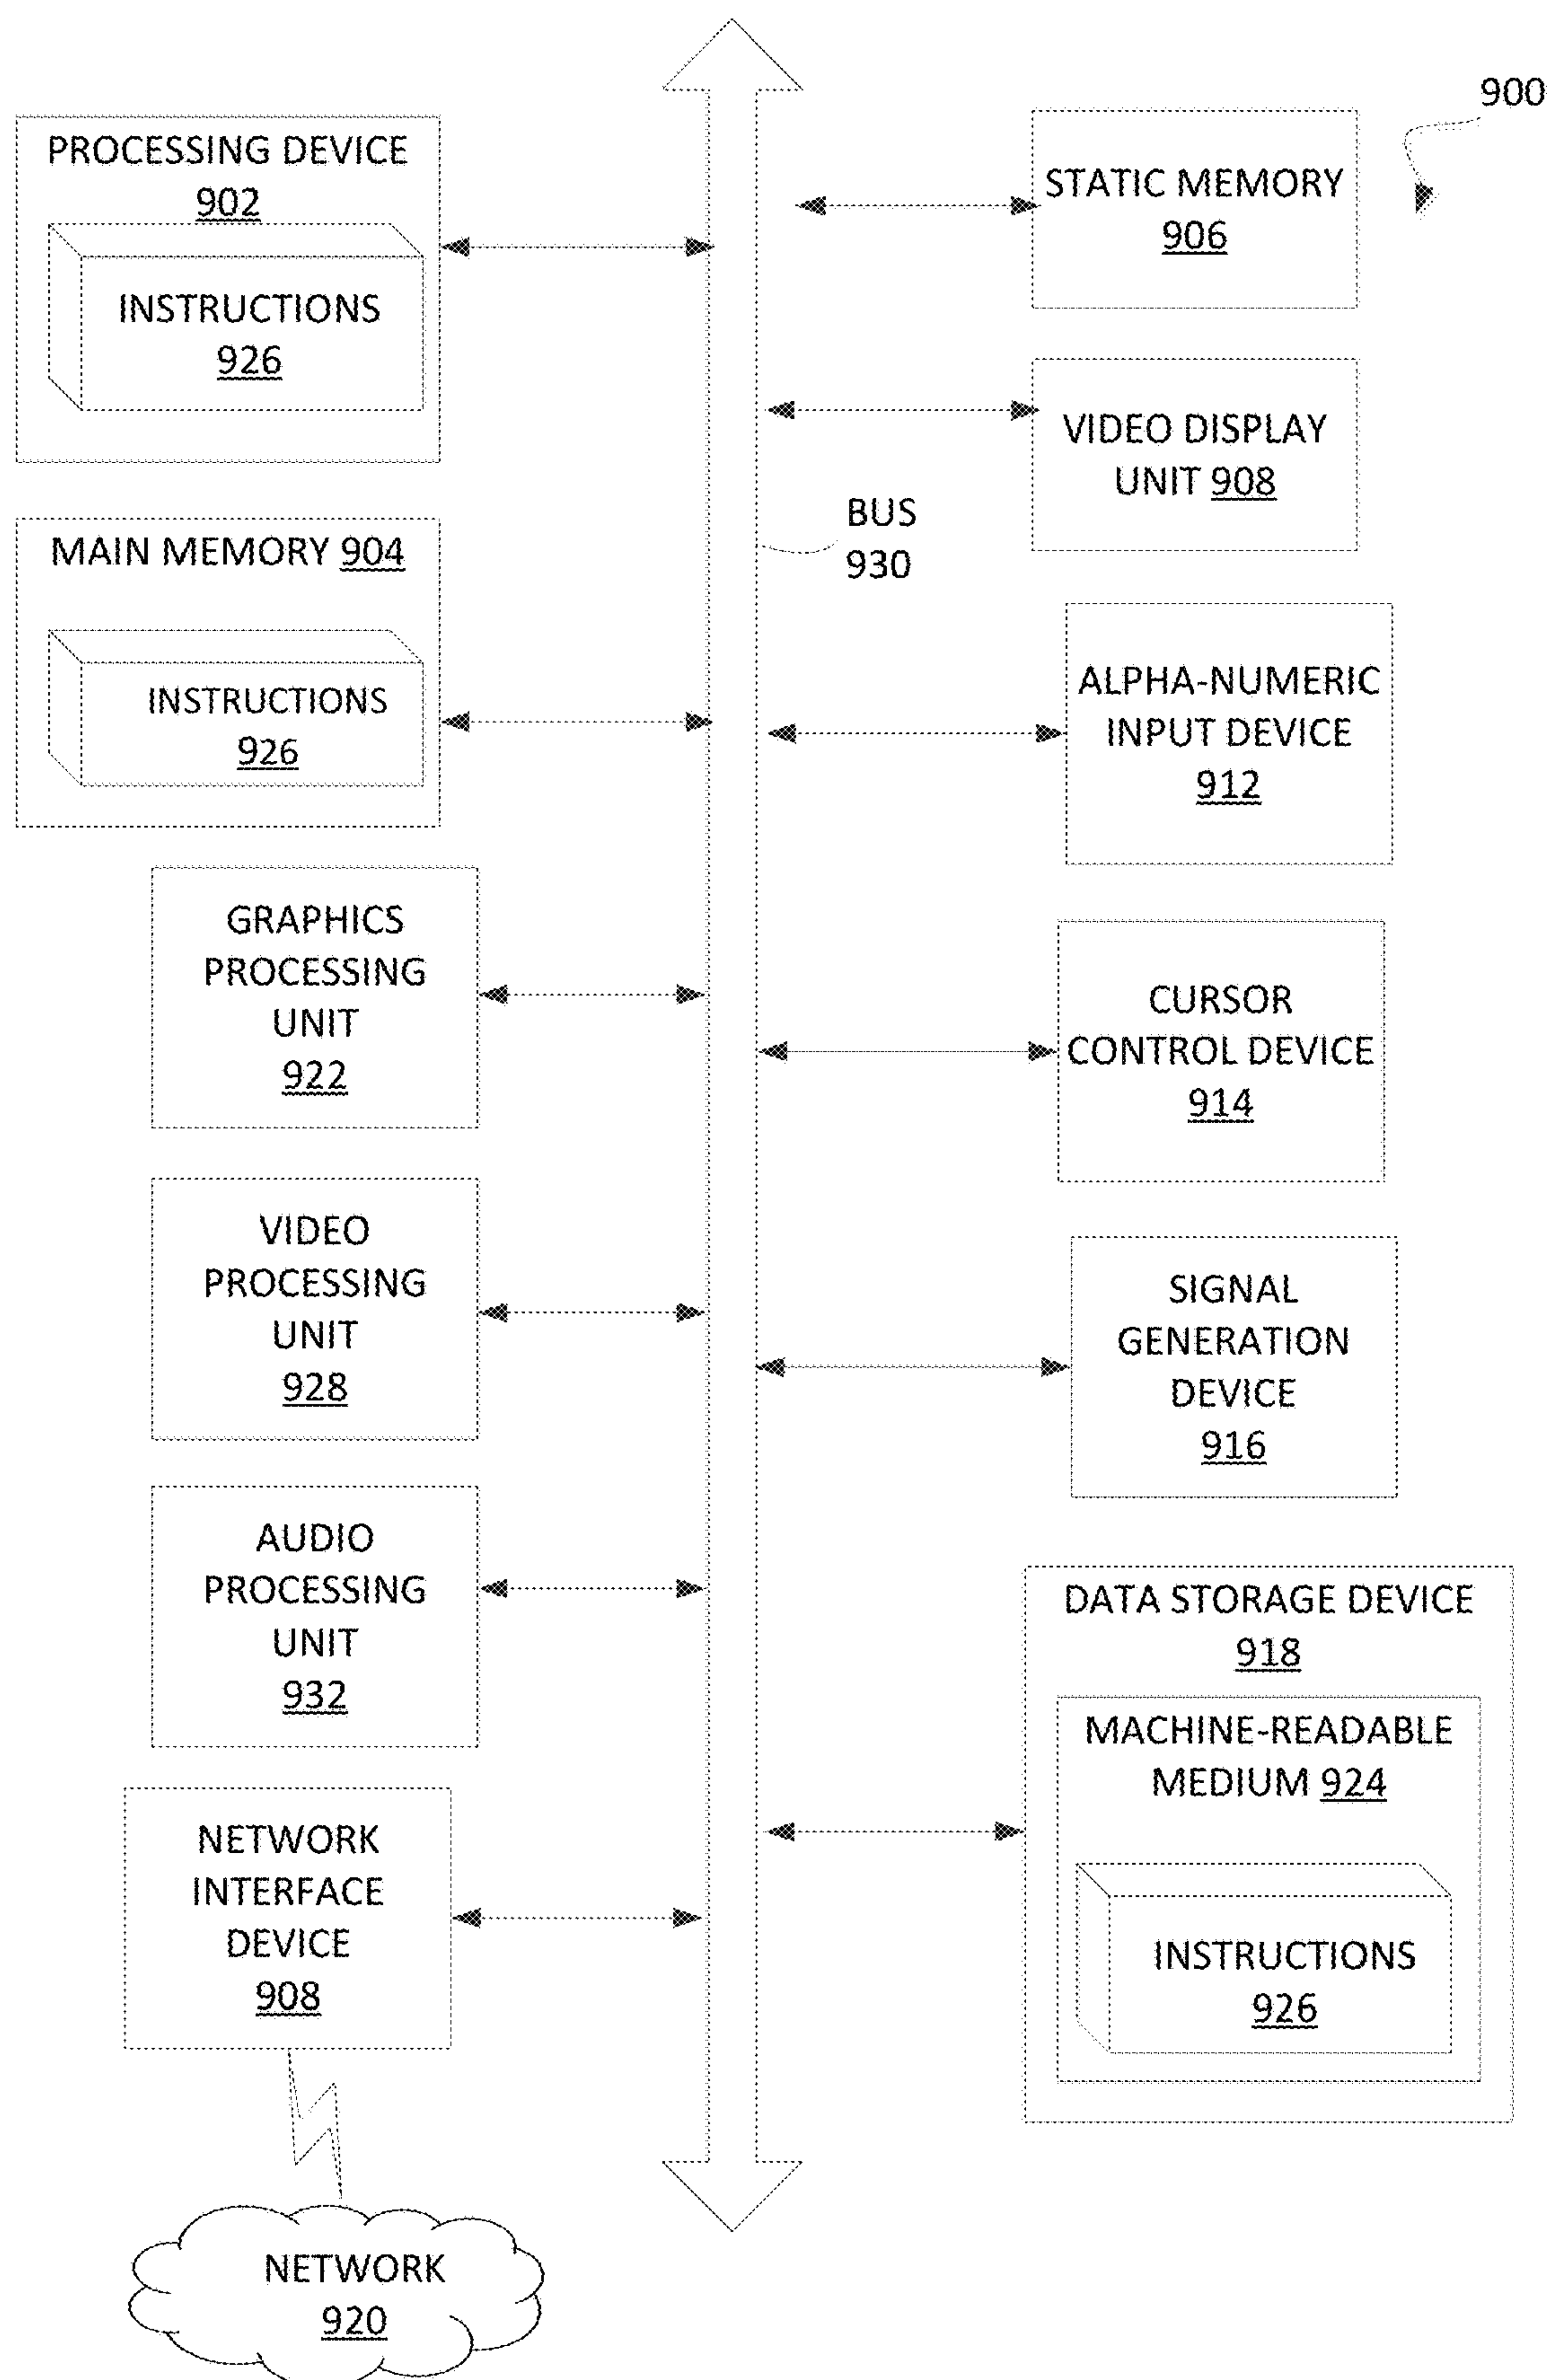 900
PROCESSING DEVICE
902
INSTRUCTIONS
926
MAIN MEMORY 904
INSTRUCTIONS
926
GRAPHICS
PROCESSING
UNIT
922
VIDEO
PROCESSING
UNIT
928
AUDIO
PROCESSING
UNIT
932
NETWORK
INTERFACE
DEVICE
908
NETWORK
920
BUS
930
STATIC MEMORY
906
VIDEO DISPLAY
UNIT 908
ALPHA-NUMERIC
INPUT DEVICE
912
CURSOR
CONTROL DEVICE
914
SIGNAL
GENERATION
DEVICE
916
DATA STORAGE DEVICE
918
MACHINE-READABLE
MEDIUM 924
INSTRUCTIONS
926